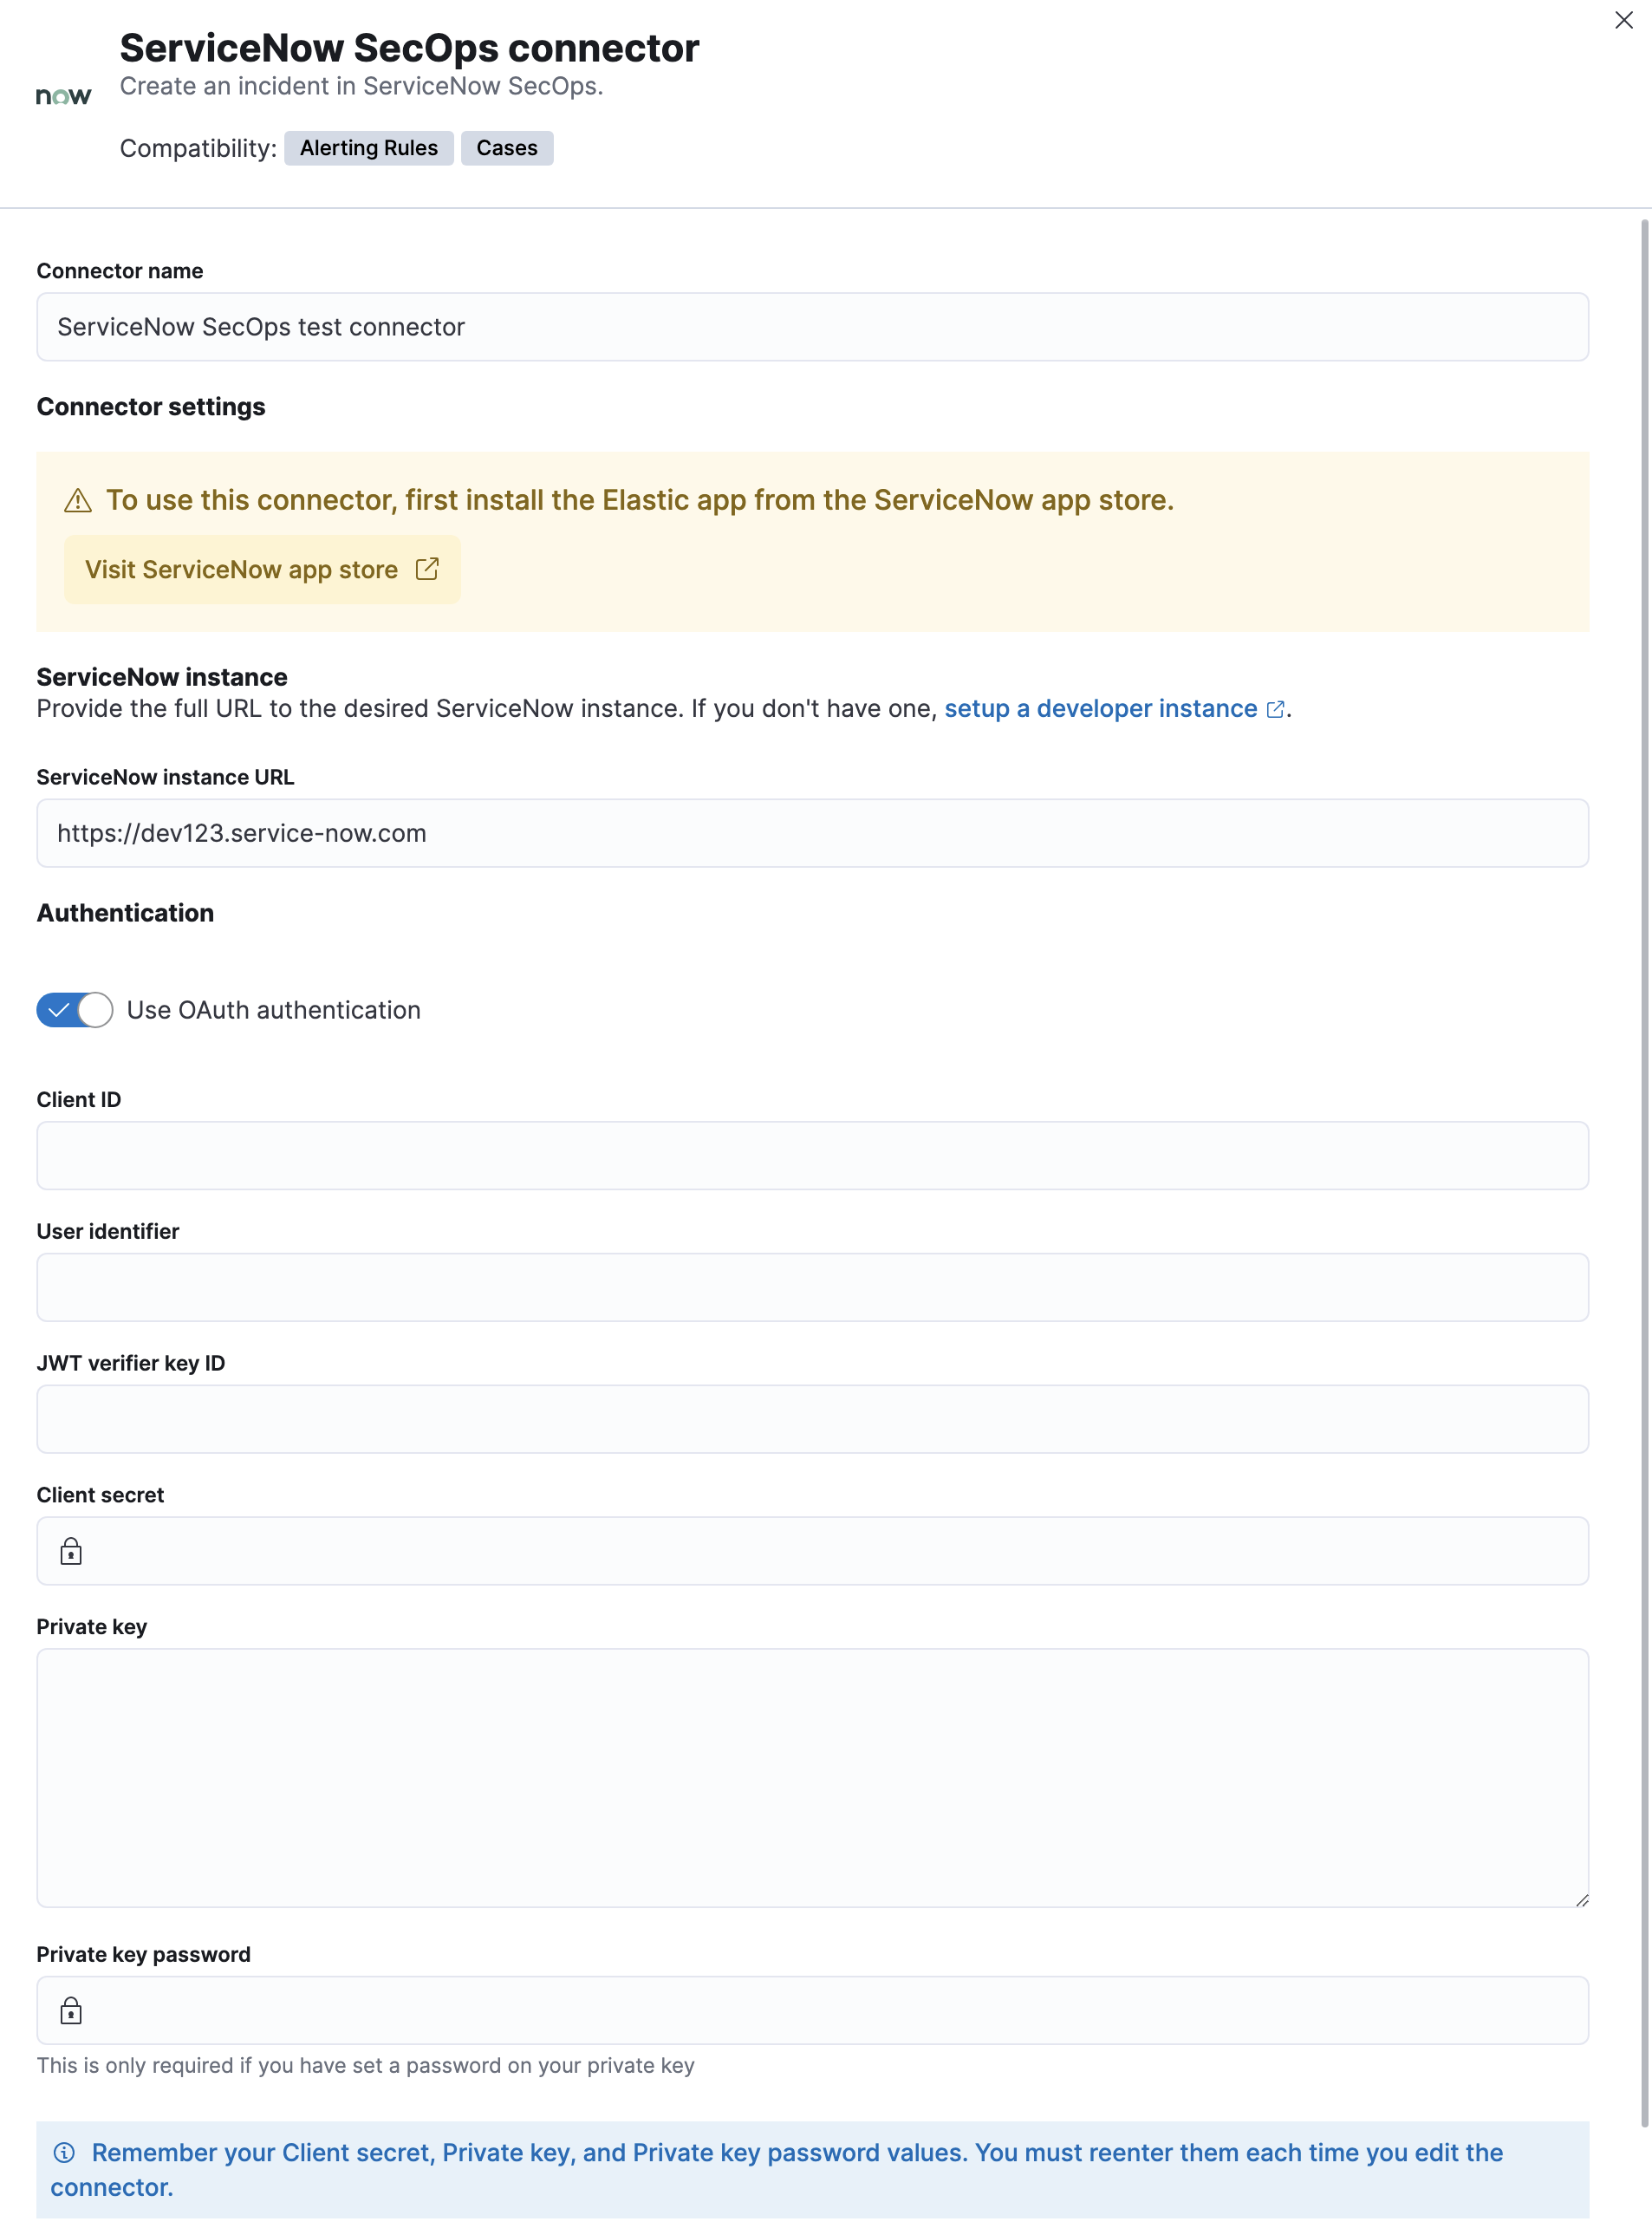 ServiceNow SecOps connector
now
Create an incident in ServiceNow SecOps.
Compatibility: Alerting Rules Cases
Connector name
ServiceNow SecOps test connector
Connector settings
To use this connector, first install the Elastic app from the ServiceNow app store.
Visit ServiceNow app store
ServiceNow instance
Provide the full URL to the desired ServiceNow instance. If you don't have one, setup a developer instance .
ServiceNow instance URL
https://dev123.service-now.com
Authentication
Use OAuth authentication
Client ID
User identifier
JWT verifier key ID
Client secret
Private key
Private key password
This is only required if you have set a password on your private key
Remember your Client secret, Private key, and Private key password values. You must reenter them each time you edit the
connector.